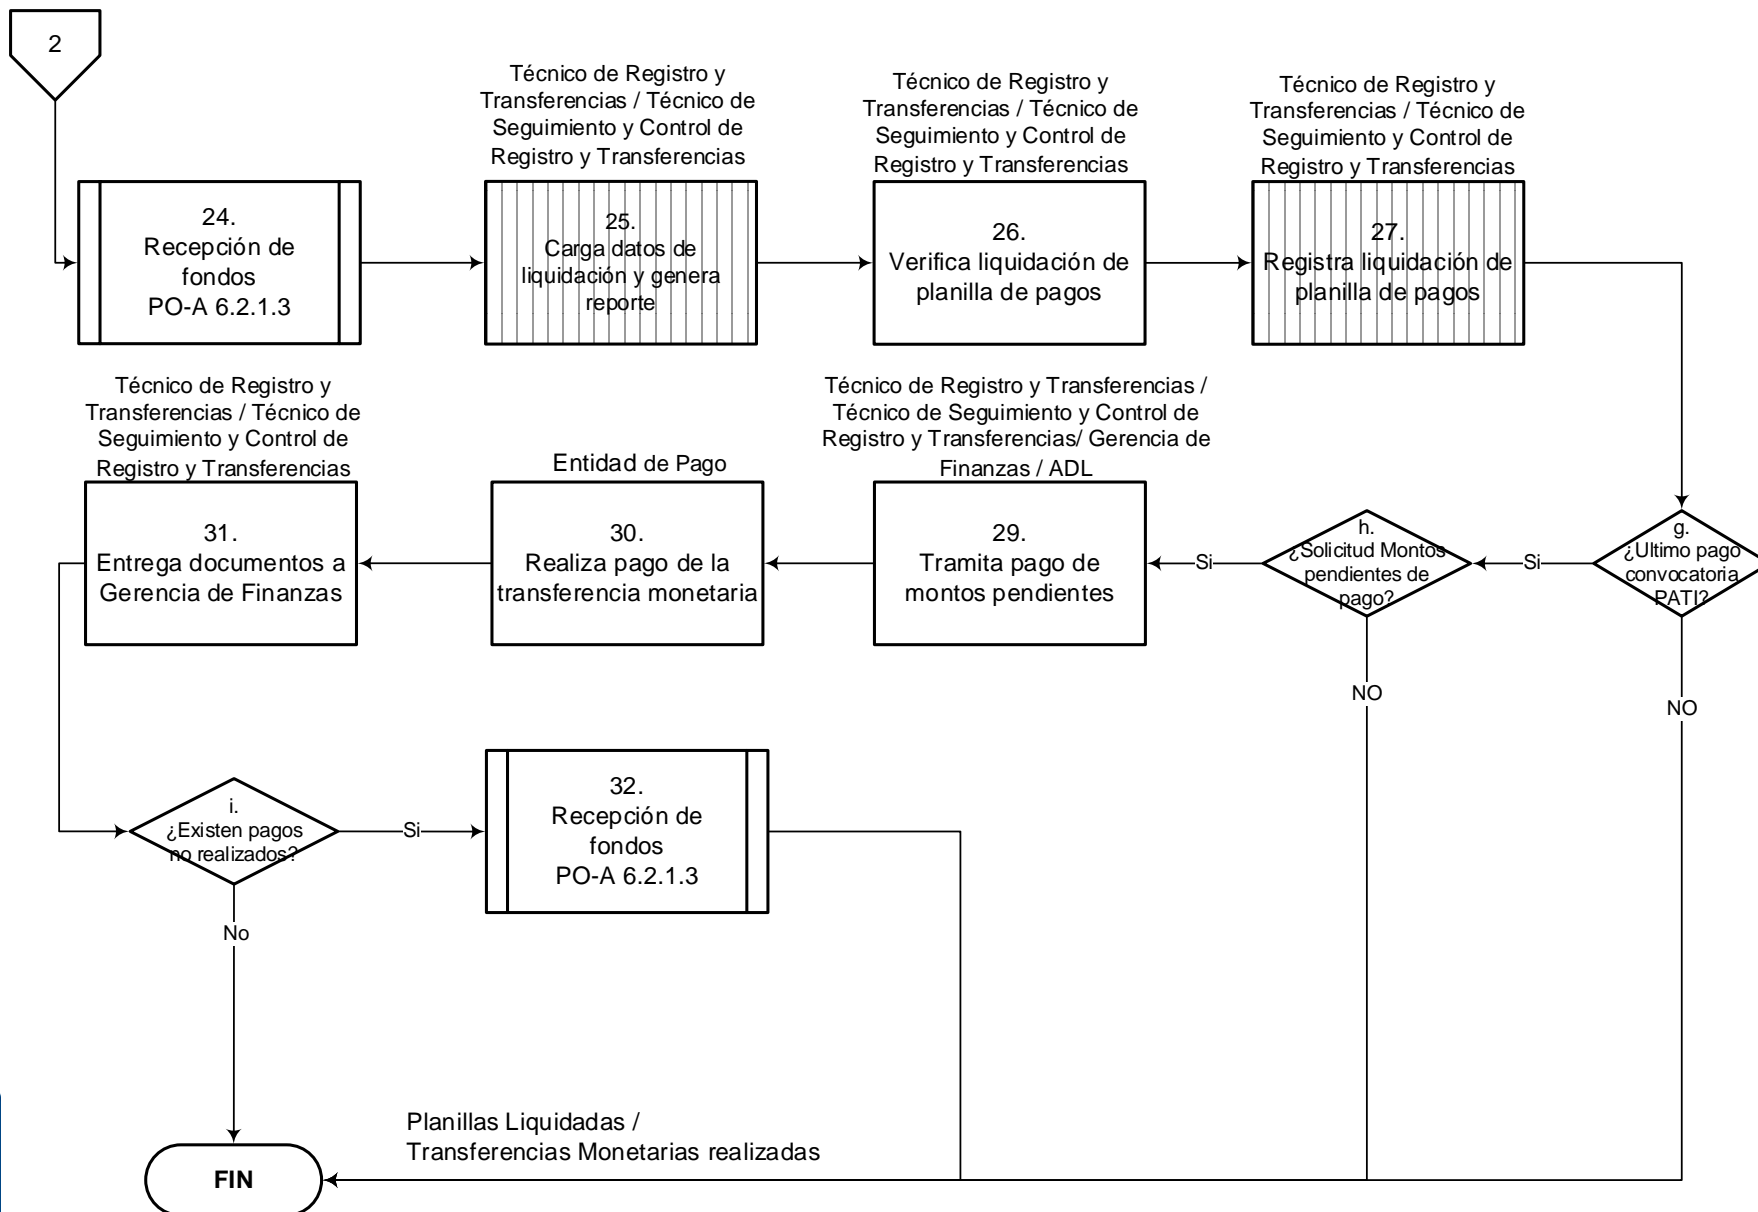 2
Técnico de Registro y
Transferencias / Técnico de
Seguimiento y Control de
Registro y Transferencias
Técnico de Registro y
Transferencias / Técnico de
Seguimiento y Control de
Registro y Transferencias
Técnico de Registro y
Transferencias / Técnico de
Seguimiento y Control de
Registro y Transferencias
24.
Recepción de
fondos
PO-A 6.2.1.3
25.
Carga datos de
liquidación y genera
reporte
26.
Verifica liquidación de
planilla de pagos
27.
Registra liquidación de
planilla de pagos
g.
¿Ultimo pago
convocatoria
PATI?
Si
NO
h.
¿Solicitud Montos
pendientes de
pago?
Si
NO
Técnico de Registro y Transferencias /
Técnico de Seguimiento y Control de
Registro y Transferencias/ Gerencia de
Finanzas / ADL
29.
Tramita pago de
montos pendientes
Entidad de Pago
30.
Realiza pago de la
transferencia monetaria
Técnico de Registro y
Transferencias / Técnico de
Seguimiento y Control de
Registro y Transferencias
31.
Entrega documentos a
Gerencia de Finanzas
i.
¿Existen pagos
no realizados?
Si
No
32.
Recepción de
fondos
PO-A 6.2.1.3
Planillas Liquidadas /
Transferencias Monetarias realizadas
FIN